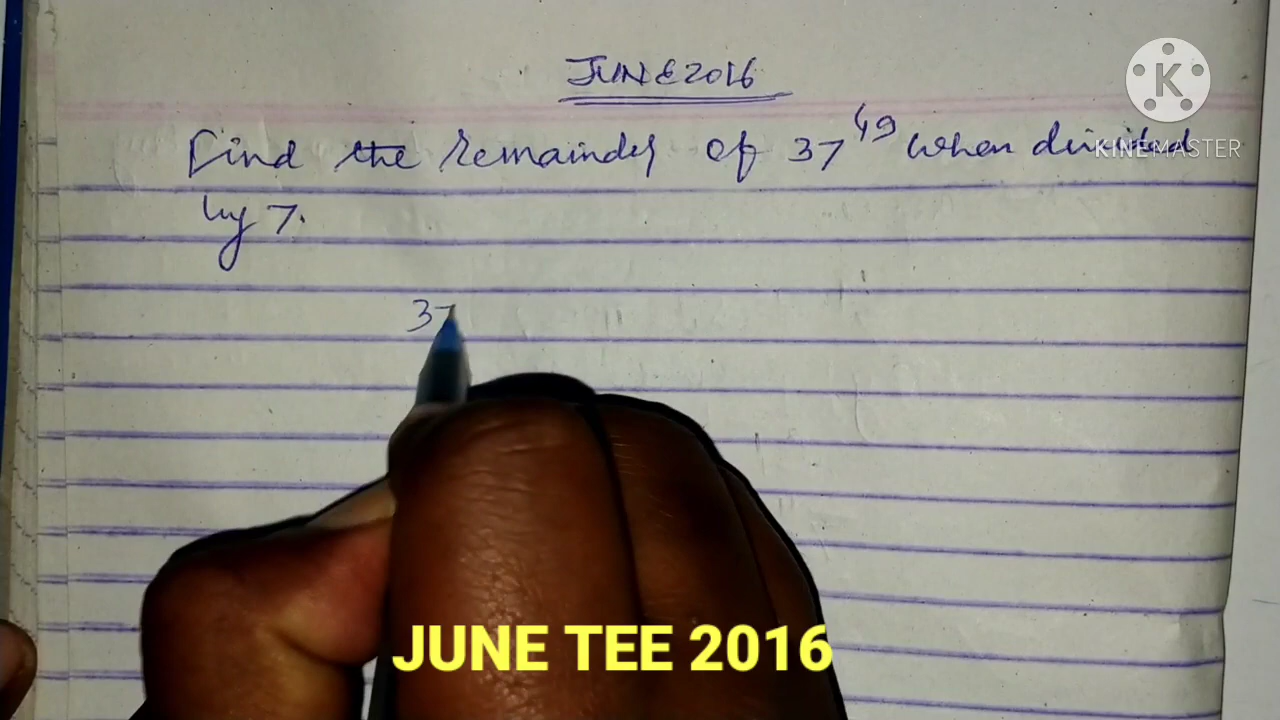 JUNE 2016
Find the remainder of 37^49 when divided
by 7.
37
K
KINEMASTER
JUNE TEE 2016